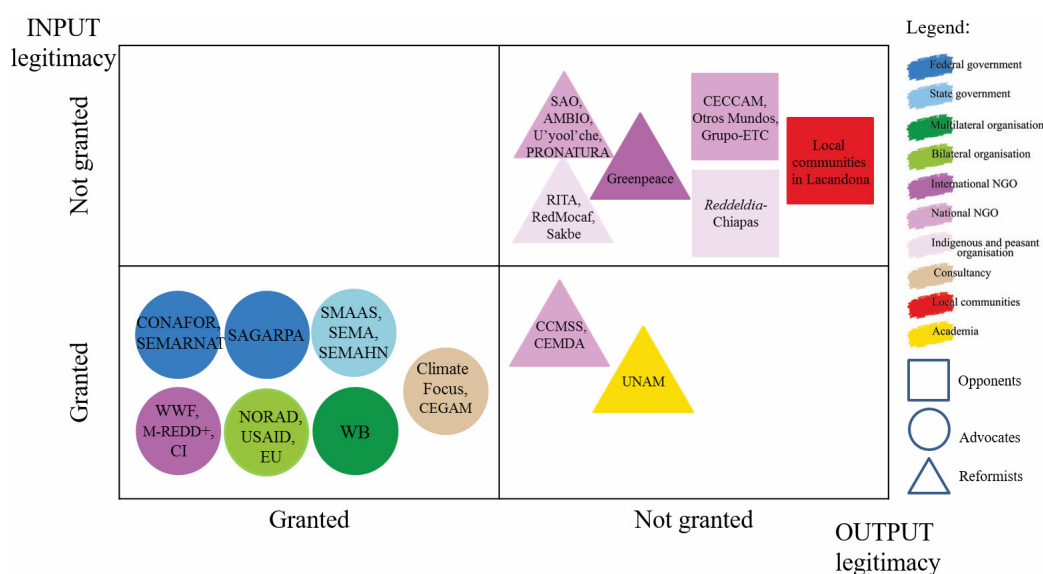 INPUT
legitimacy
Not granted
Granted
SAO,
AMBIO,
U'yool'che,
PRONATURA
RITA,
RedMocaf,
Sakbe
Greenpeace
CECCAM,
Otros Mundos,
Grupo-ETC
Reddeldia-
Chiapas
Local
communities
in Lacandona
CONAFOR,
SEMARNAT
SAGARPA
SMAAS,
SEMA,
SEMAHN
Climate
Focus,
CEGAM
WWF,
M-REDD+,
CI
NORAD,
USAID,
EU
WB
CCMSS,
CEMDA
UNAM
Granted
Not granted
OUTPUT
legitimacy
Legend:
Federal government
State government
Multilateral organisation
Bilateral organisation
International NGO
National NGO
Indigenous and peasant
organisation
Consultancy
Local communities
Academia
Opponents
Advocates
Reformists